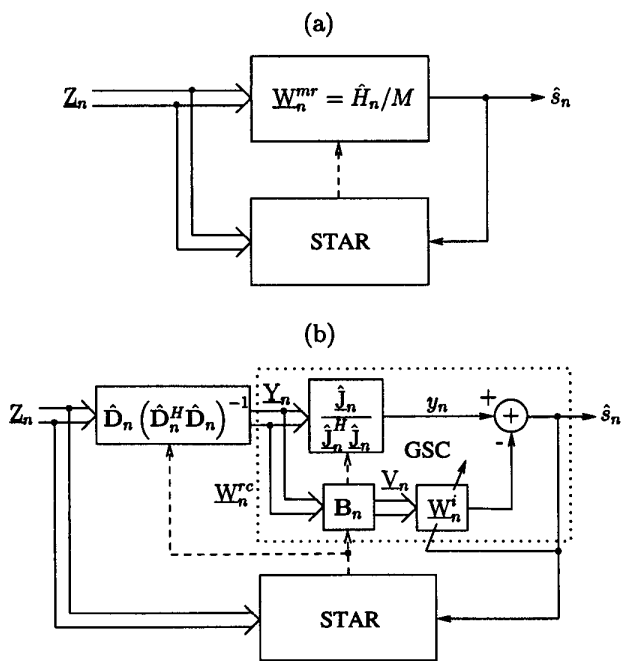 (a)
Z_n
W_n^{mr} = Ĥ_n/M
ŝ_n
STAR
(b)
Z_n
D̂_n (D̂_n^H D̂_n)^{-1}
Y_n
Ĵ_n
Ĵ_n^H Ĵ_n
y_n
+
+
-
ŝ_n
GSC
W_n^{rc}
B_n
V_n
W_n^i
STAR